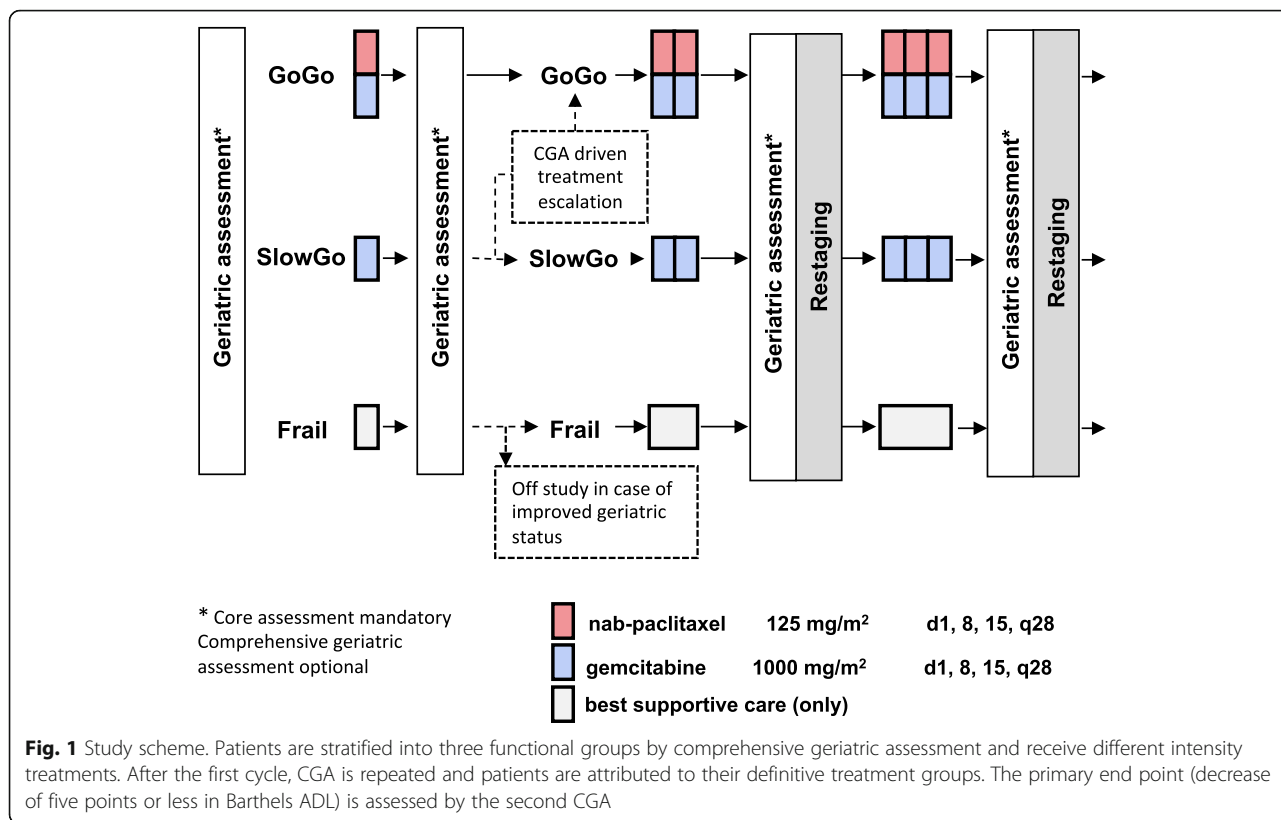 Geriatric assessment*
GoGo
Geriatric assessment*
GoGo
CGA driven
treatment
escalation
SlowGo
SlowGo
Frail
Frail
Off study in case of
improved geriatric
status
Geriatric assessment*
Restaging
Geriatric assessment*
Restaging
* Core assessment mandatory
Comprehensive geriatric
assessment optional
nab-paclitaxel 125 mg/m² d1, 8, 15, q28
gemcitabine 1000 mg/m² d1, 8, 15, q28
best supportive care (only)
Fig. 1 Study scheme. Patients are stratified into three functional groups by comprehensive geriatric assessment and receive different intensity
treatments. After the first cycle, CGA is repeated and patients are attributed to their definitive treatment groups. The primary end point (decrease
of five points or less in Barthels ADL) is assessed by the second CGA